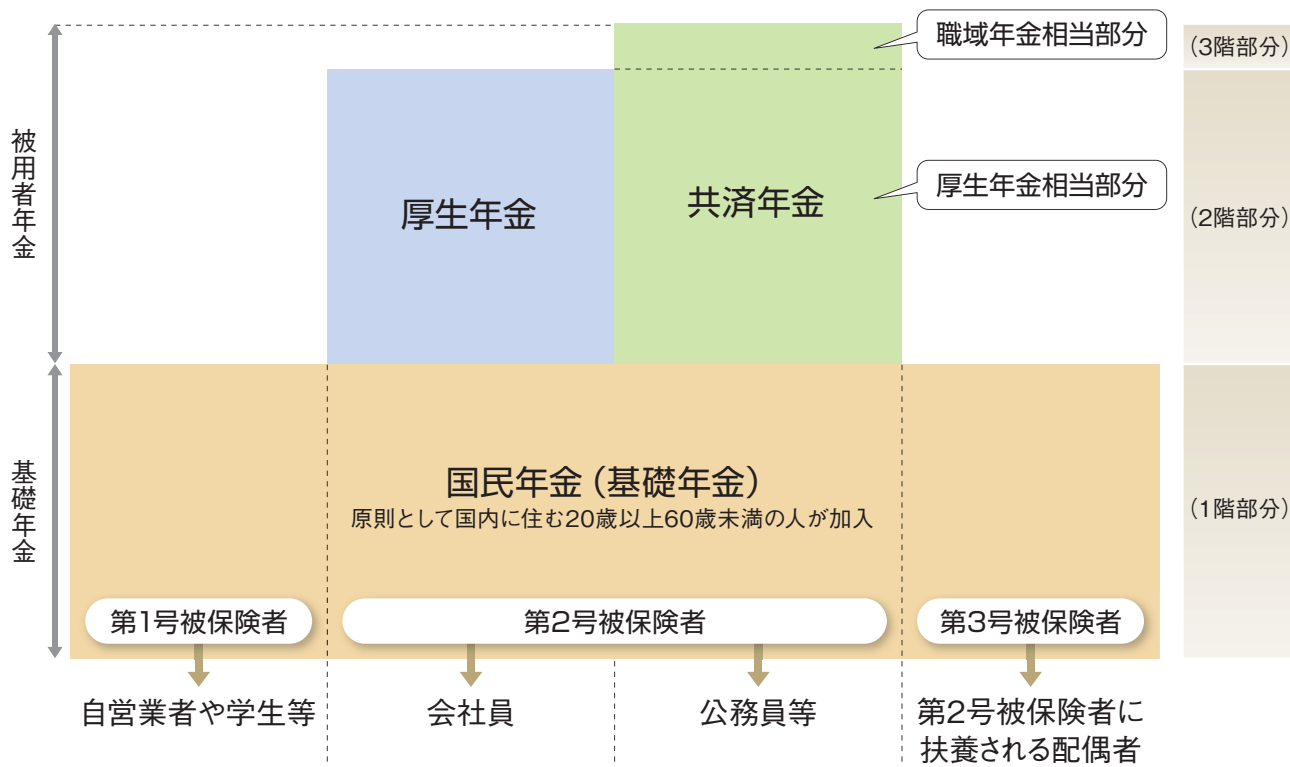 職域年金相当部分
(3階部分)
被用者年金
厚生年金
共済年金
厚生年金相当部分
(2階部分)
基礎年金
国民年金（基礎年金）
原則として国内に住む20歳以上60歳未満の人が加入
(1階部分)
第1号被保険者
第2号被保険者
第3号被保険者
自営業者や学生等
会社員
公務員等
第2号被保険者に
扶養される配偶者